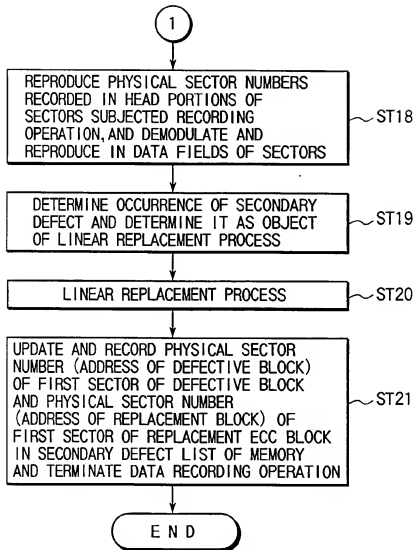 1
REPRODUCE PHYSICAL SECTOR NUMBERS
RECORDED IN HEAD PORTIONS OF
SECTORS SUBJECTED RECORDING
OPERATION, AND DEMODULATE AND
REPRODUCE IN DATA FIELDS OF SECTORS
ST18
DETERMINE OCCURRENCE OF SECONDARY
DEFECT AND DETERMINE IT AS OBJECT
OF LINEAR REPLACEMENT PROCESS
ST19
LINEAR REPLACEMENT PROCESS
ST20
UPDATE AND RECORD PHYSICAL SECTOR
NUMBER (ADDRESS OF DEFECTIVE BLOCK)
OF FIRST SECTOR OF DEFECTIVE BLOCK
AND PHYSICAL SECTOR NUMBER
(ADDRESS OF REPLACEMENT BLOCK) OF
FIRST SECTOR OF REPLACEMENT ECC BLOCK
IN SECONDARY DEFECT LIST OF MEMORY
AND TERMINATE DATA RECORDING OPERATION
ST21
END